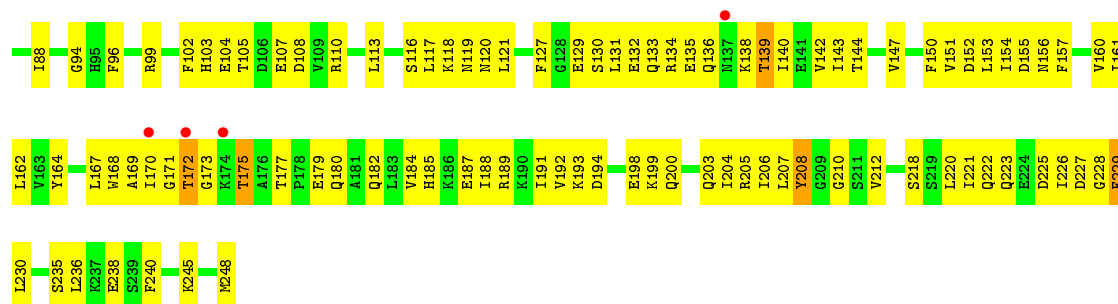 I88 G94 H95 F96 R99 F102 H103 E104 T105 D106 E107 D108 V109 R110 L113 S116 L117 K118 N119 N120 L121 F127 G128 E129 S130 L131 E132 Q133 R134 E135 Q136 N137 K138 T139 I140 E141 V142 I143 T144 V147 F150 V151 D152 L153 I154 D155 N156 F157 V160 I161
L162 V163 Y164 L167 W168 A169 I170 G171 T172 G173 K174 T175 A176 T177 P178 E179 Q180 A181 Q182 L183 V184 H185 K186 E187 I188 R189 K190 I191 V192 K193 D194 E198 K199 Q200 Q203 I204 R205 I206 L207 Y208 G209 G210 S211 V212 S218 S219 L220 I221 Q222 Q223 E224 D225 I226 D227 G228
L230 S235 L236 K237 E238 S239 F240 K245 M248